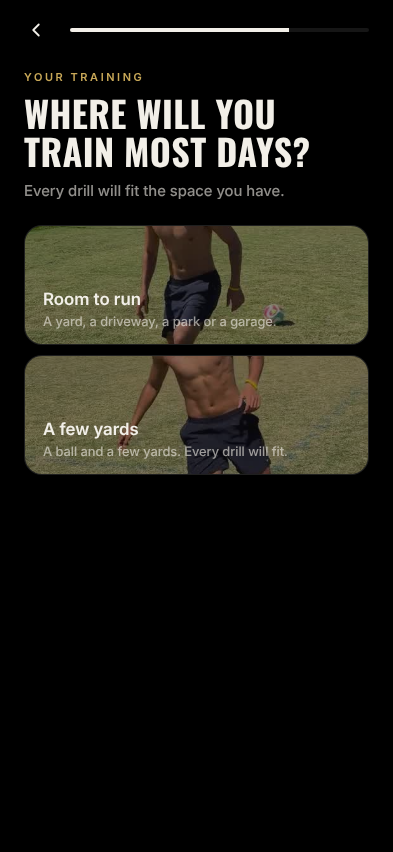 YOUR TRAINING
WHERE WILL YOU
TRAIN MOST DAYS?
Every drill will fit the space you have.
Room to run
A yard, a driveway, a park or a garage.
A few yards
A ball and a few yards. Every drill will fit.